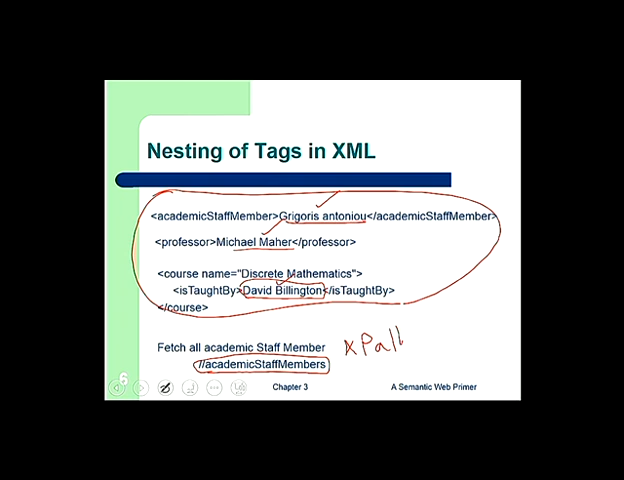 Nesting of Tags in XML
<academicStaffMember>Grigoris antoniou</academicStaffMember>
<professor>Michael Maher</professor>
<course name="Discrete Mathematics">
<isTaughtBy>David Billington</isTaughtBy>
</course>
Fetch all academic Staff Member
//academicStaffMembers
6
Chapter 3
A Semantic Web Primer